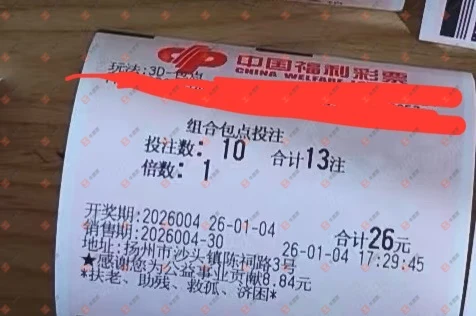 中国福利彩票
CHINA WELFARE
玩法:3D-包点
组合包点投注
投注数: 10 合计13注
倍数: 1
开奖期:2026004 26-01-04 合计26元
销售期:2026004-30 26-01-04 17:29:45
地址:扬州市沙头镇陈祠路3号
★感谢您为公益事业贡献8.84元★
*扶老、助残、救孤、济困*